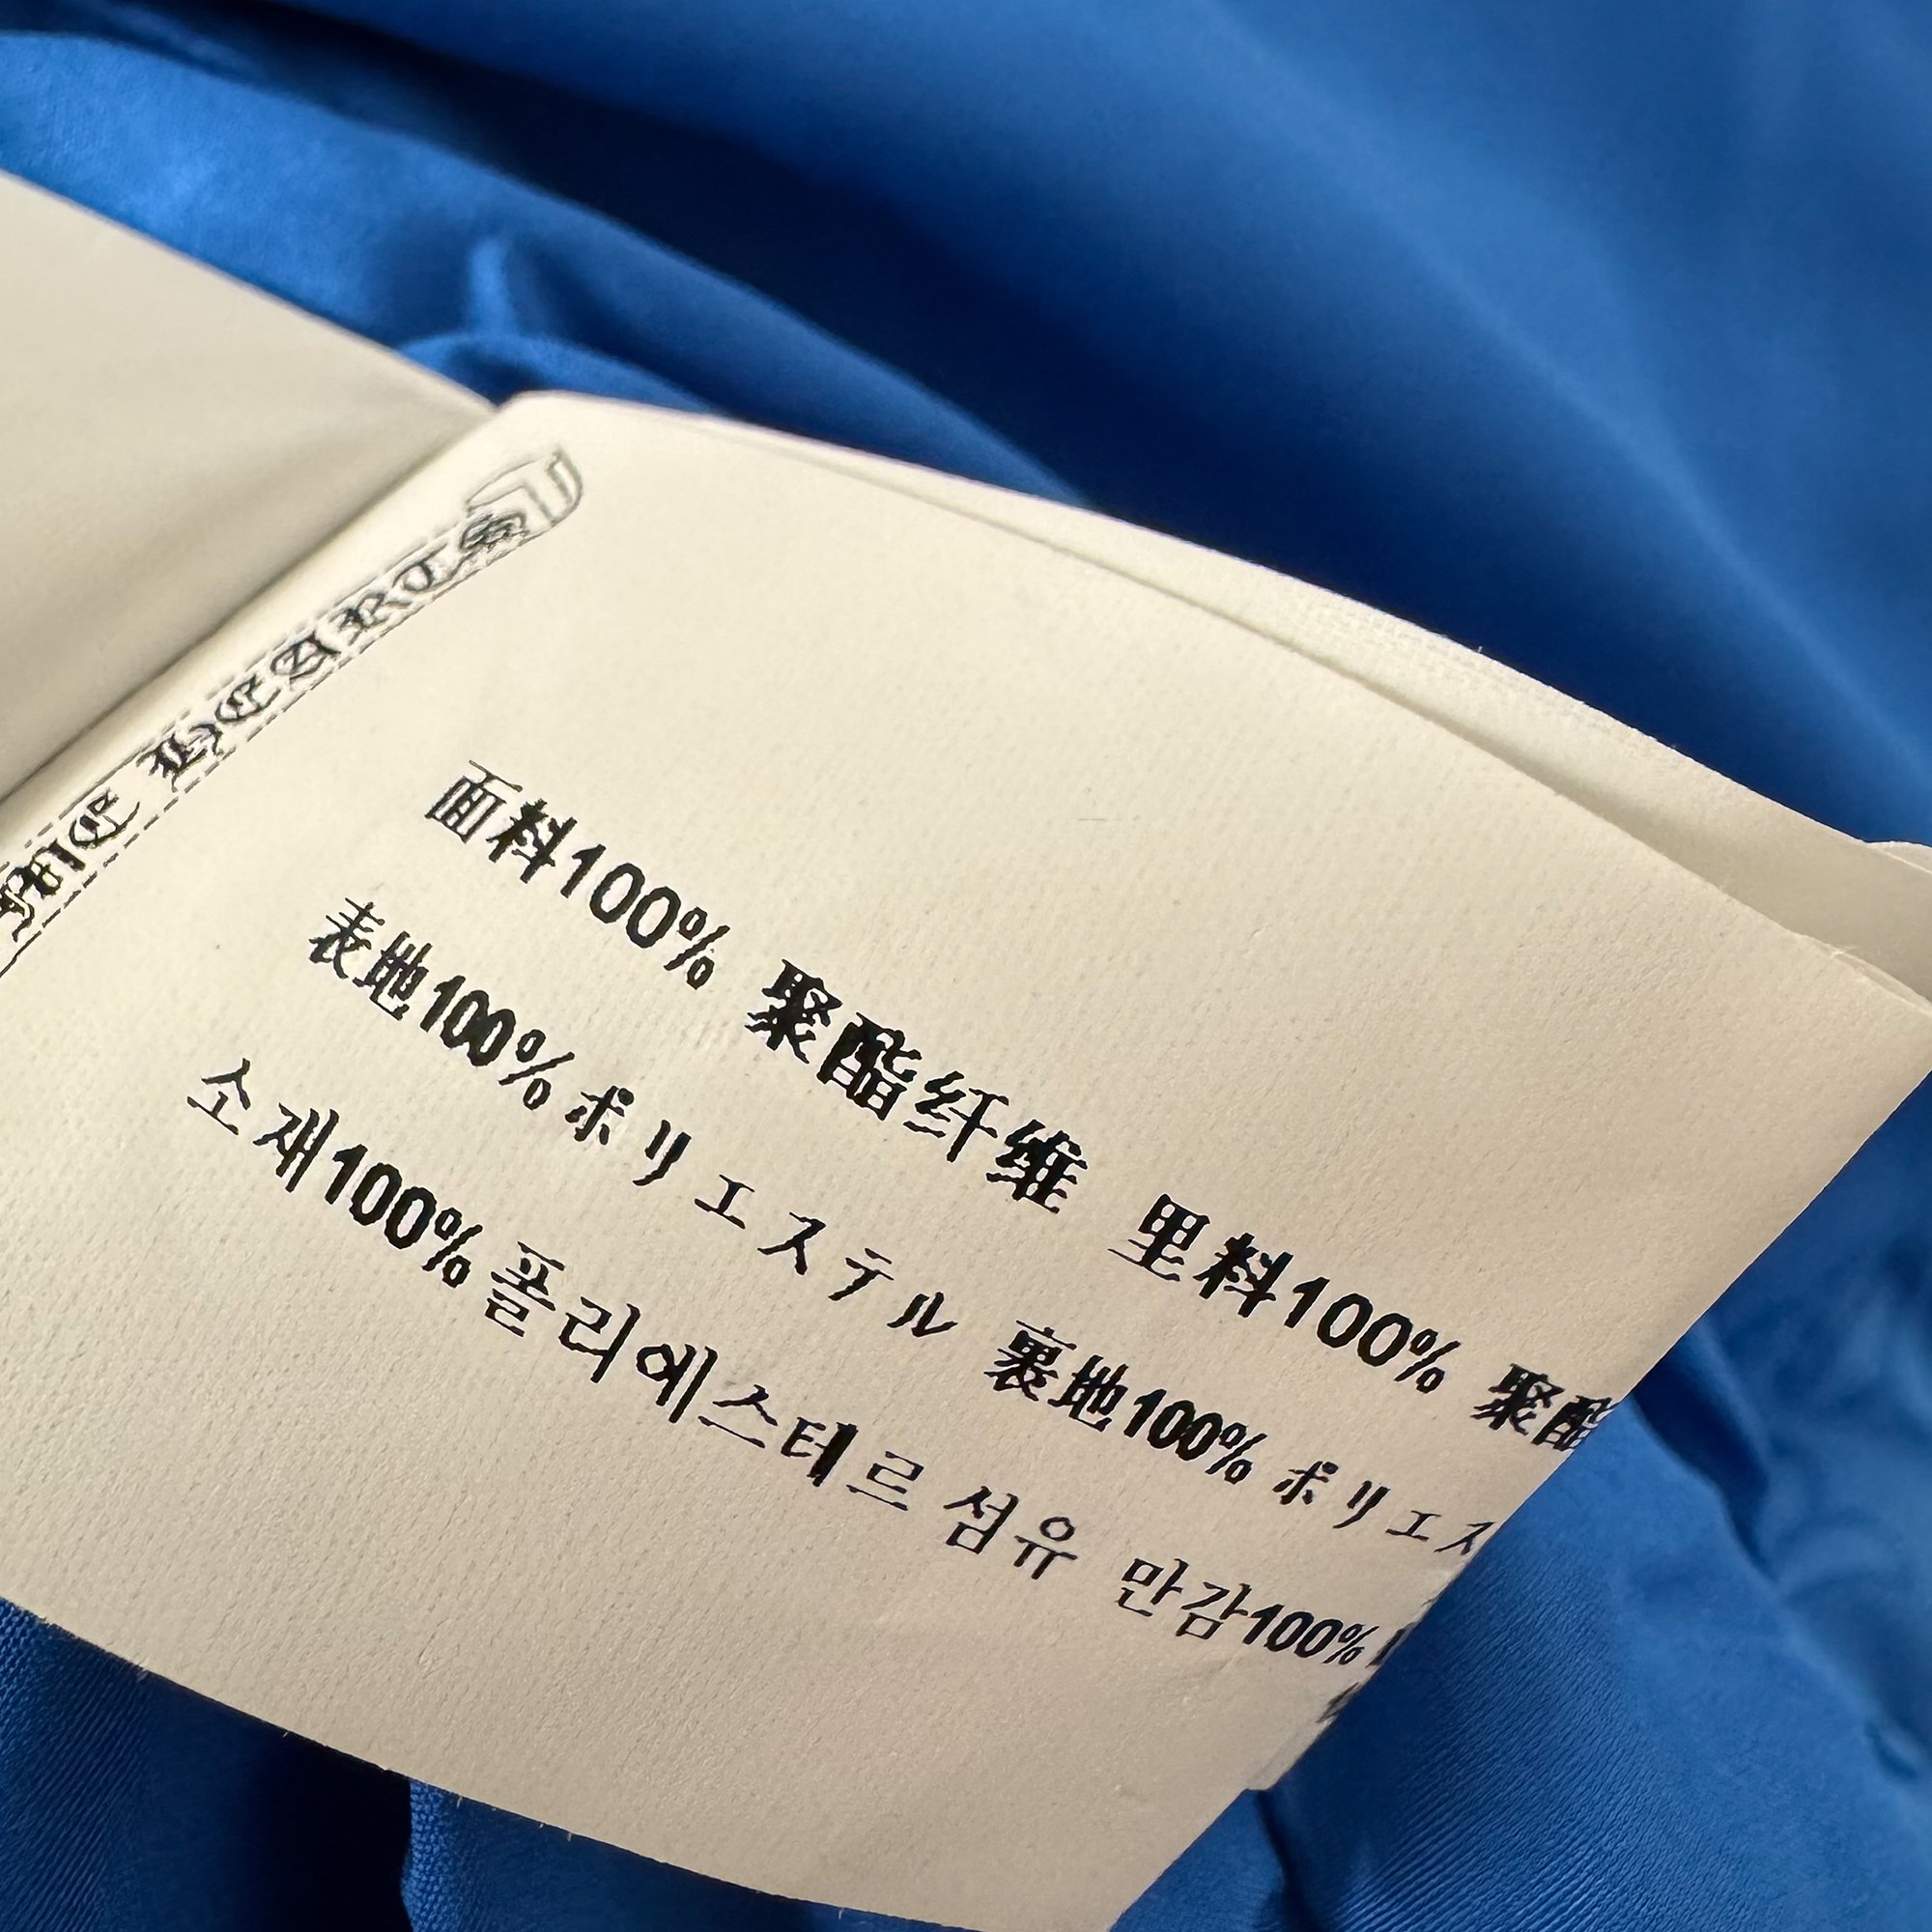 HEARTS
面料100% 聚酯纤维 里料100% 聚酯
表地100%ポリエステル 裏地100% ポリエス
소재100%폴리에스테르 섬유 안감100%